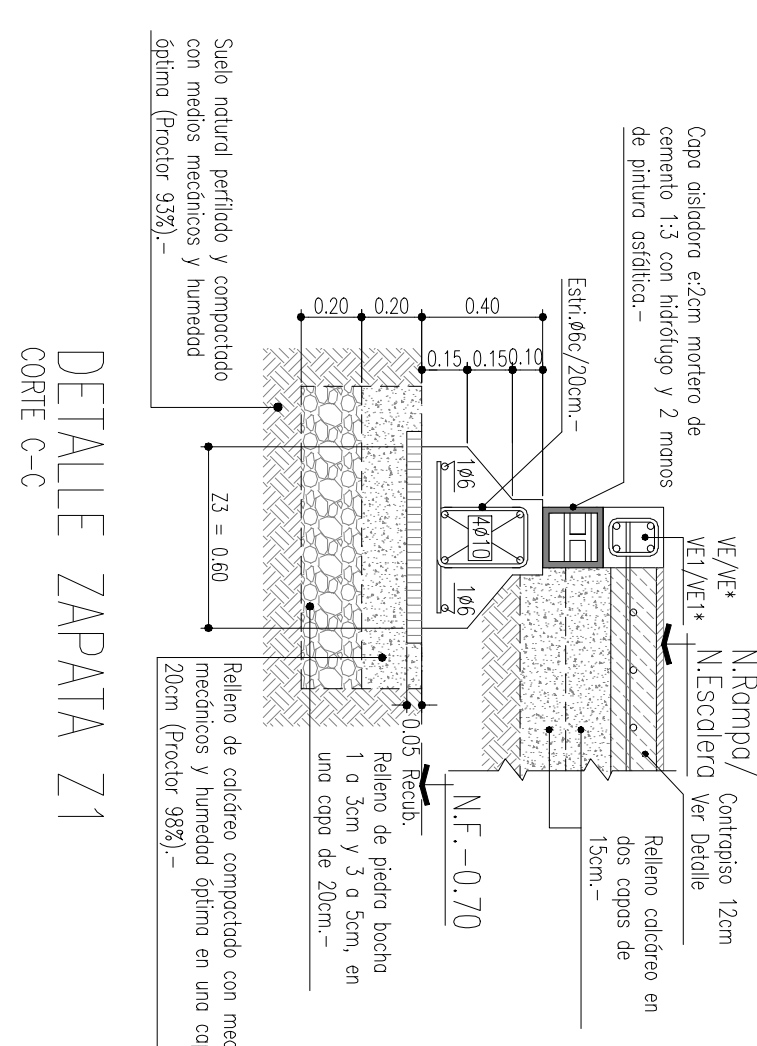 N.Rampa/
N.Escalera
VE/VE*
VE1/VE1*
Contrapiso 12cm
Ver Detalle
Capa aisladora e:2cm mortero de
cemento 1:3 con hidrófugo y 2 manos
de pintura asfáltica.-
Relleno calcáreo en
dos capas de
15cm.-
Estri.ø6c/20cm.-
0.40
0.20
0.20
0.10
0.15
0.15
1ø6
4ø10
1ø6
N.F.-0.70
0.05 Recub.
Relleno de piedra bocha
1 a 3cm y 3 a 5cm, en
una capa de 20cm.-
Suelo natural perfilado y compactado
con medios mecánicos y humedad
óptima (Proctor 93%).-
Z3 = 0.60
Relleno de calcáreo compactado con med
mecánicos y humedad óptima en una cap
20cm (Proctor 98%).-
DETALLE ZAPATA Z1
CORTE C-C